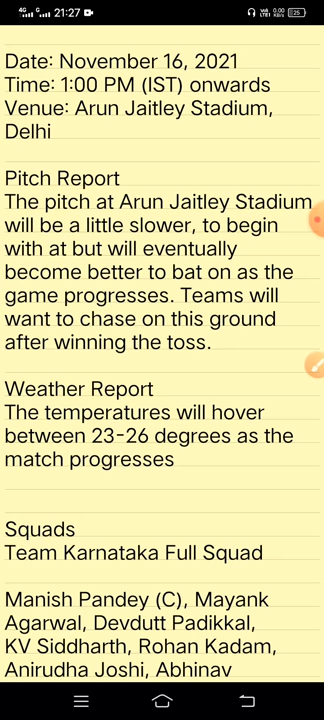 4G G 21:27 VoWiFi LTE1 0.00 KB/s 25
Date: November 16, 2021
Time: 1:00 PM (IST) onwards
Venue: Arun Jaitley Stadium,
Delhi
Pitch Report
The pitch at Arun Jaitley Stadium
will be a little slower, to begin
with at but will eventually
become better to bat on as the
game progresses. Teams will
want to chase on this ground
after winning the toss.
Weather Report
The temperatures will hover
between 23-26 degrees as the
match progresses
Squads
Team Karnataka Full Squad
Manish Pandey (C), Mayank
Agarwal, Devdutt Padikkal,
KV Siddharth, Rohan Kadam,
Anirudha Joshi, Abhinav